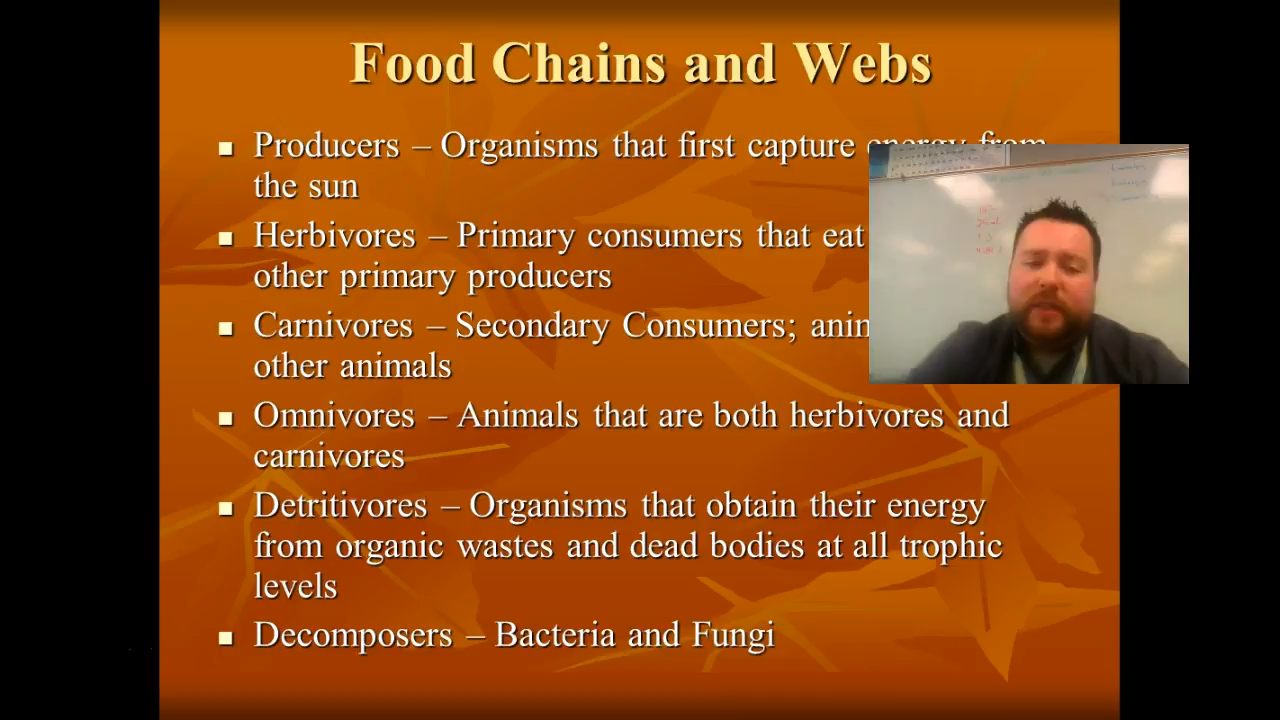 Food Chains and Webs
▪ Producers – Organisms that first capture energy from
the sun
▪ Herbivores – Primary consumers that eat
other primary producers
▪ Carnivores – Secondary Consumers;
other animals
▪ Omnivores – Animals that are both herbivores and
carnivores
▪ Detritivores – Organisms that obtain their energy
from organic wastes and dead bodies at all trophic
levels
▪ Decomposers – Bacteria and Fungi